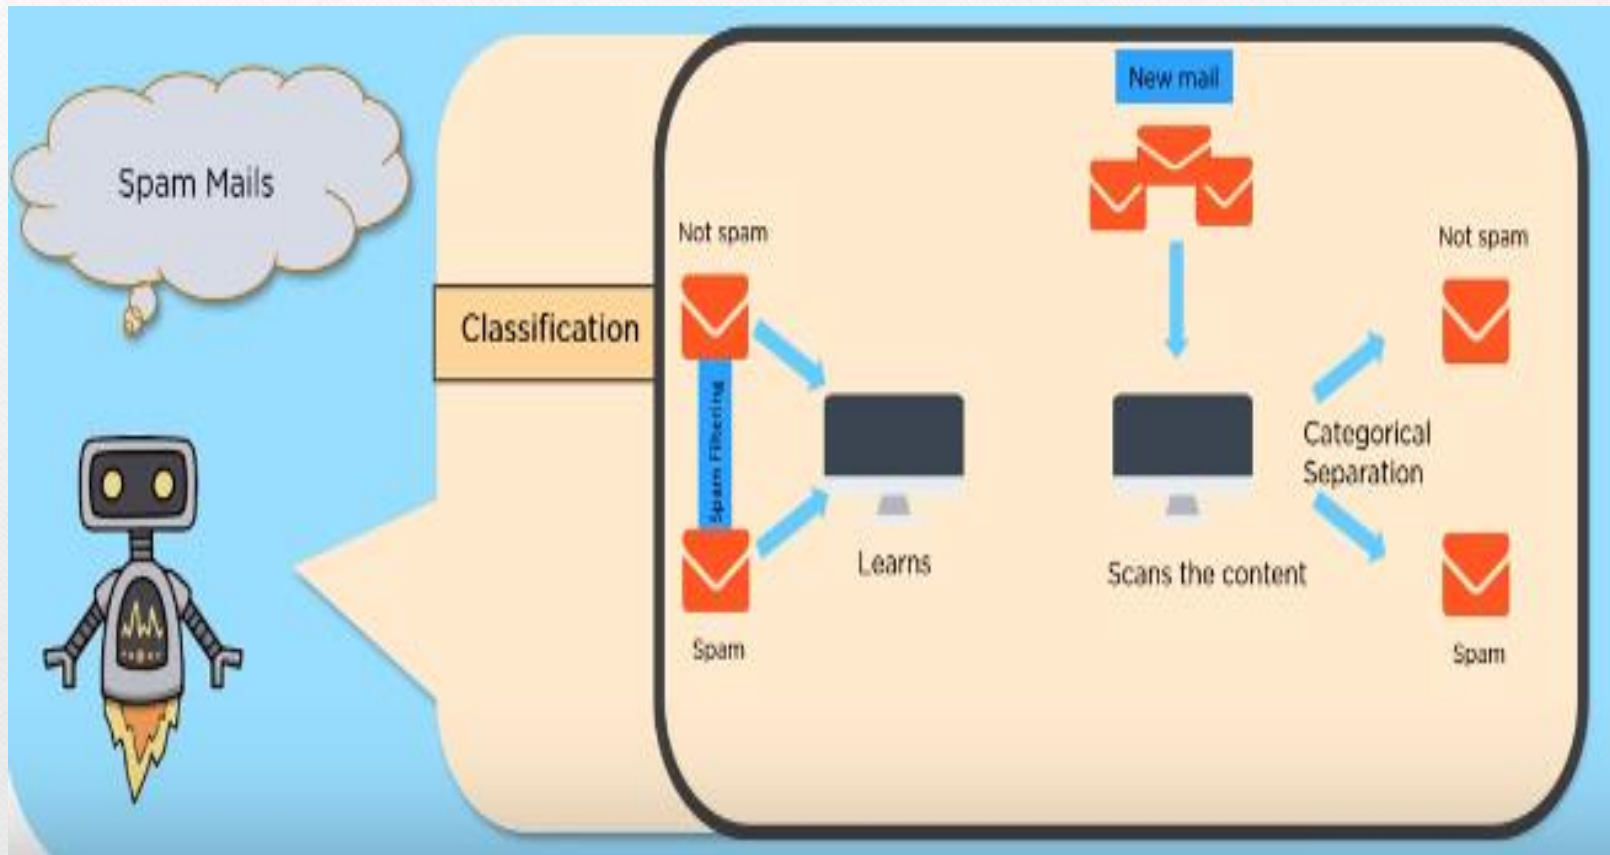 Spam Mails
Classification
Not spam
Spam Filtering
Spam
Learns
New mail
Scans the content
Categorical
Separation
Not spam
Spam